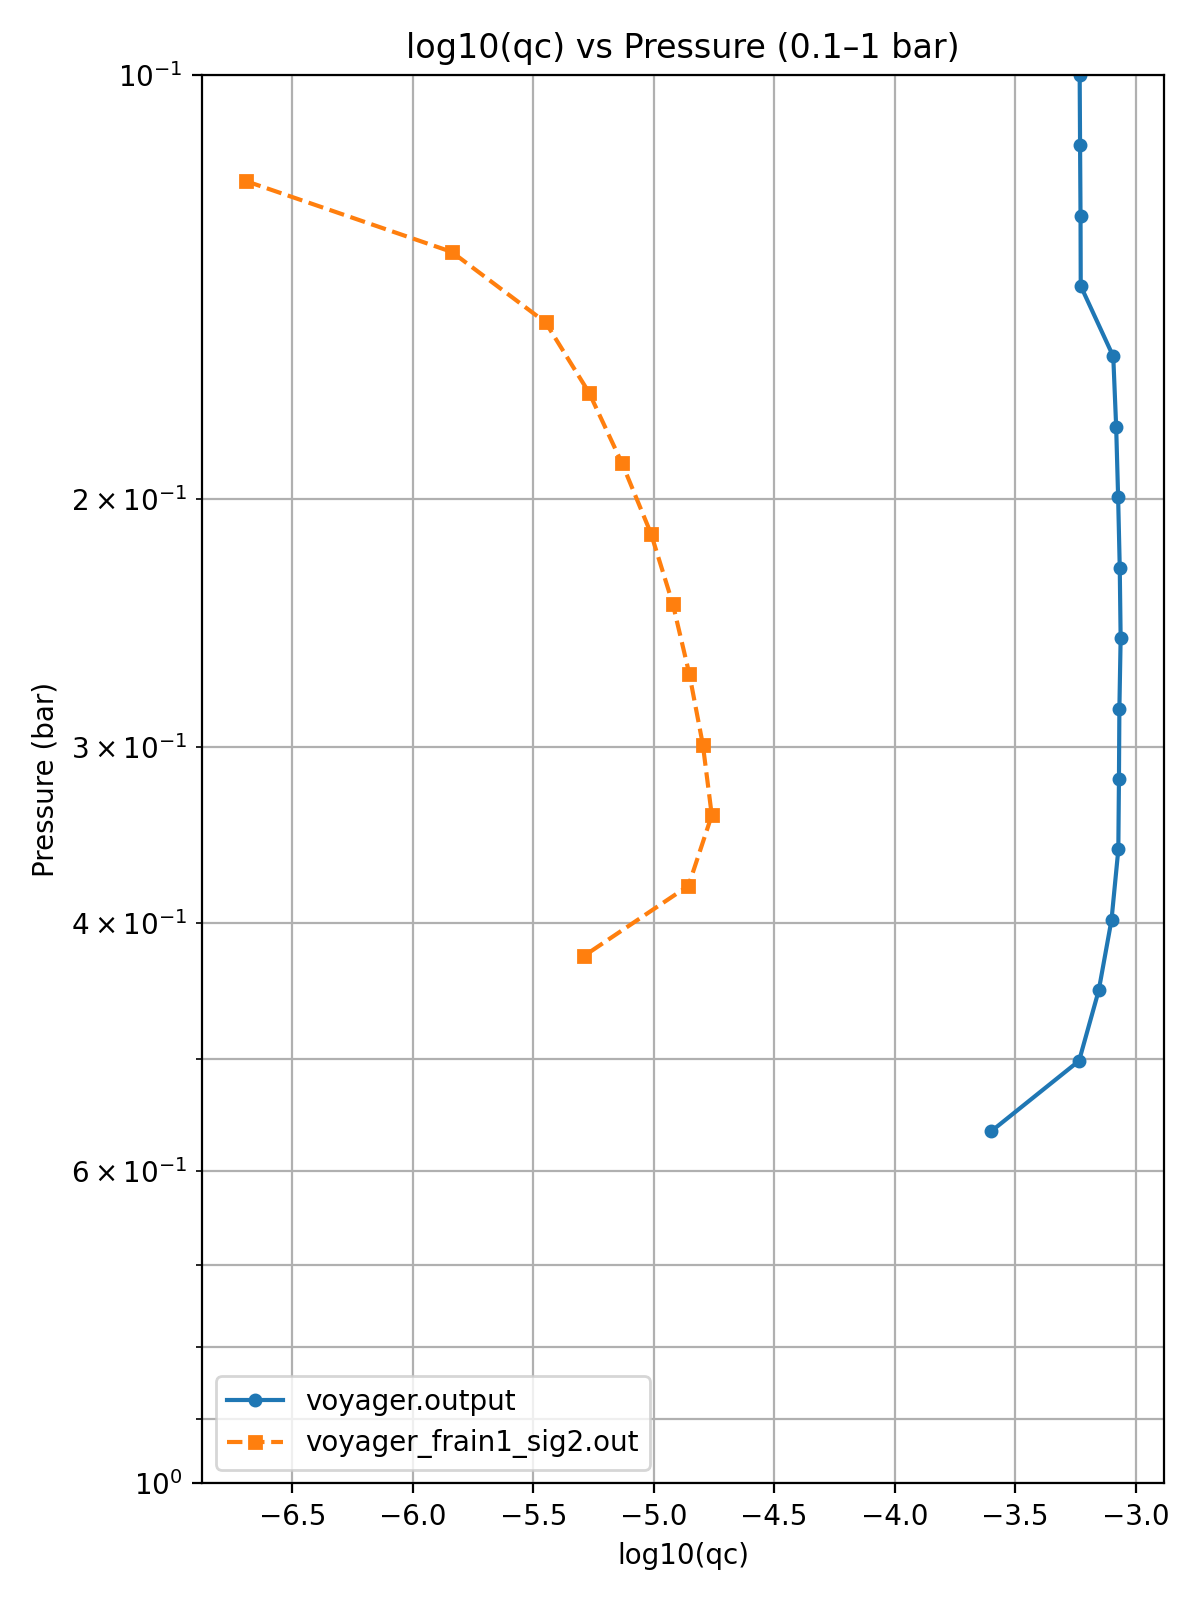 log10(qc) vs Pressure (0.1–1 bar)
10⁻¹
2 × 10⁻¹
3 × 10⁻¹
4 × 10⁻¹
6 × 10⁻¹
10⁰
Pressure (bar)
voyager.output
voyager_frain1_sig2.out
−6.5 −6.0 −5.5 −5.0 −4.5 −4.0 −3.5 −3.0
log10(qc)